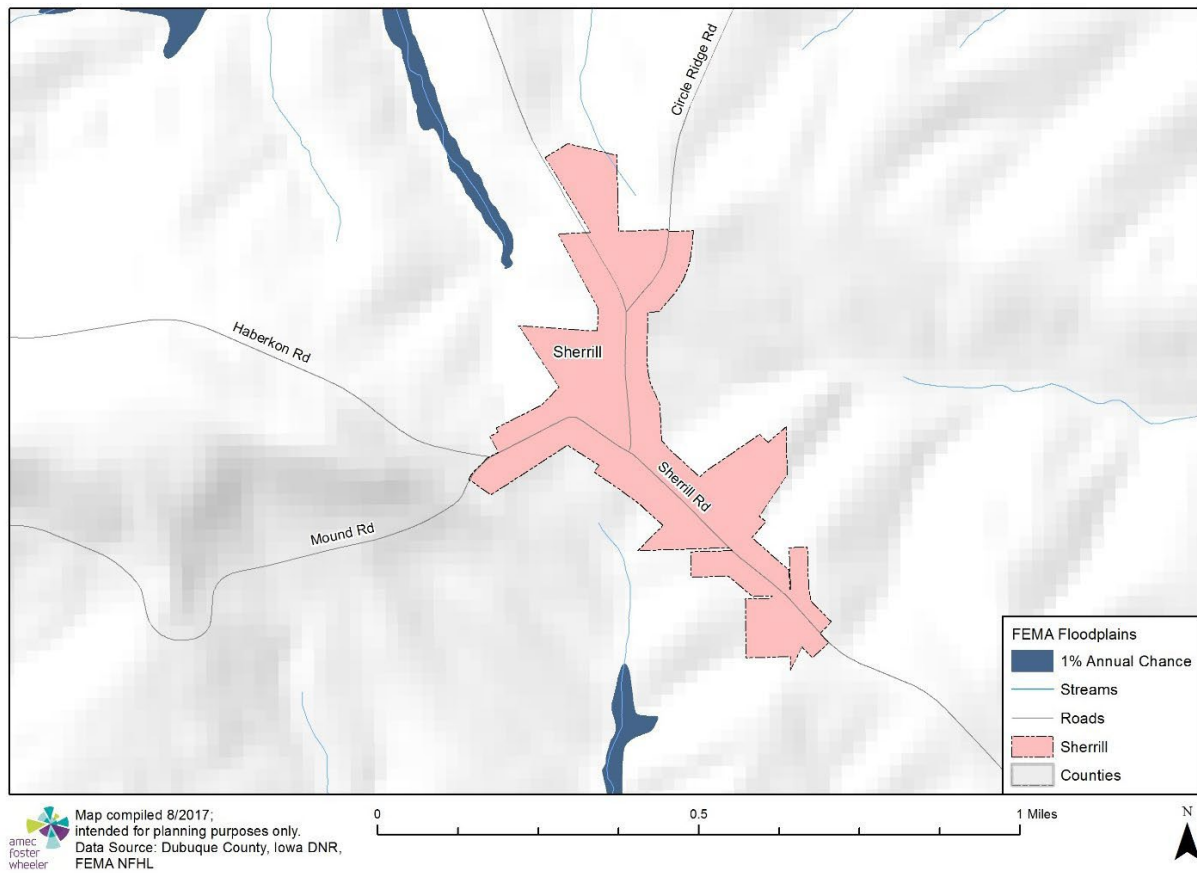 Circle Ridge Rd
Haberkon Rd
Sherrill
Sherrill Rd
Mound Rd
FEMA Floodplains
1% Annual Chance
Streams
Roads
Sherrill
Counties
amec
foster
wheeler
Map compiled 8/2017;
intended for planning purposes only.
Data Source: Dubuque County, Iowa DNR,
FEMA NFHL
0 0.5 1 Miles
N